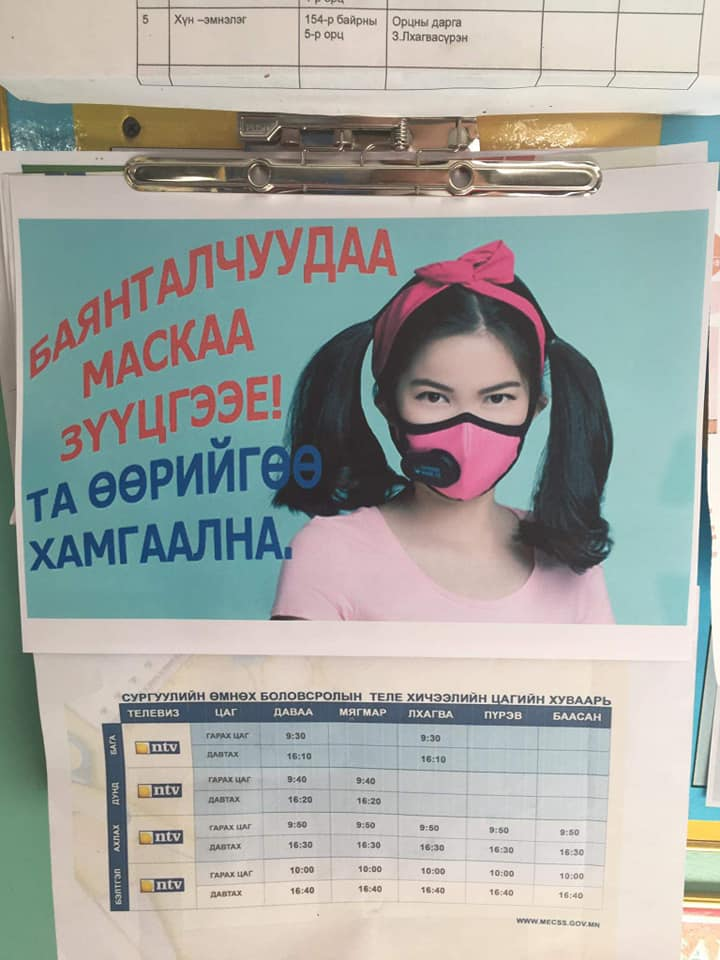 5 Хүн –эмнэлэг 154-р байрны 5-р орц Орцны дарга З.Лхагвасүрэн
БАЯНТАЛЧУУДАА
МАСКАА
ЗҮҮЦГЭЭЕ!
ТА ӨӨРИЙГӨӨ
ХАМГААЛНА.
СУРГУУЛИЙН ӨМНӨХ БОЛОВСРОЛЫН ТЕЛЕ ХИЧЭЭЛИЙН ЦАГИЙН ХУВААРЬ
ТЕЛЕВИЗ ЦАГ ДАВАА МЯГМАР ЛХАГВА ПҮРЭВ БААСАН
БАГА ntv ГАРАХ ЦАГ 9:30 9:30
ДАВТАХ 16:10 16:10
ДУНД ntv ГАРАХ ЦАГ 9:40 9:40
ДАВТАХ 16:20 16:20
АХЛАХ ntv ГАРАХ ЦАГ 9:50 9:50 9:50 9:50 9:50
ДАВТАХ 16:30 16:30 16:30 16:30 16:30
БЭЛТГЭЛ ntv ГАРАХ ЦАГ 10:00 10:00 10:00 10:00 10:00
ДАВТАХ 16:40 16:40 16:40 16:40 16:40
WWW.MECSS.GOV.MN